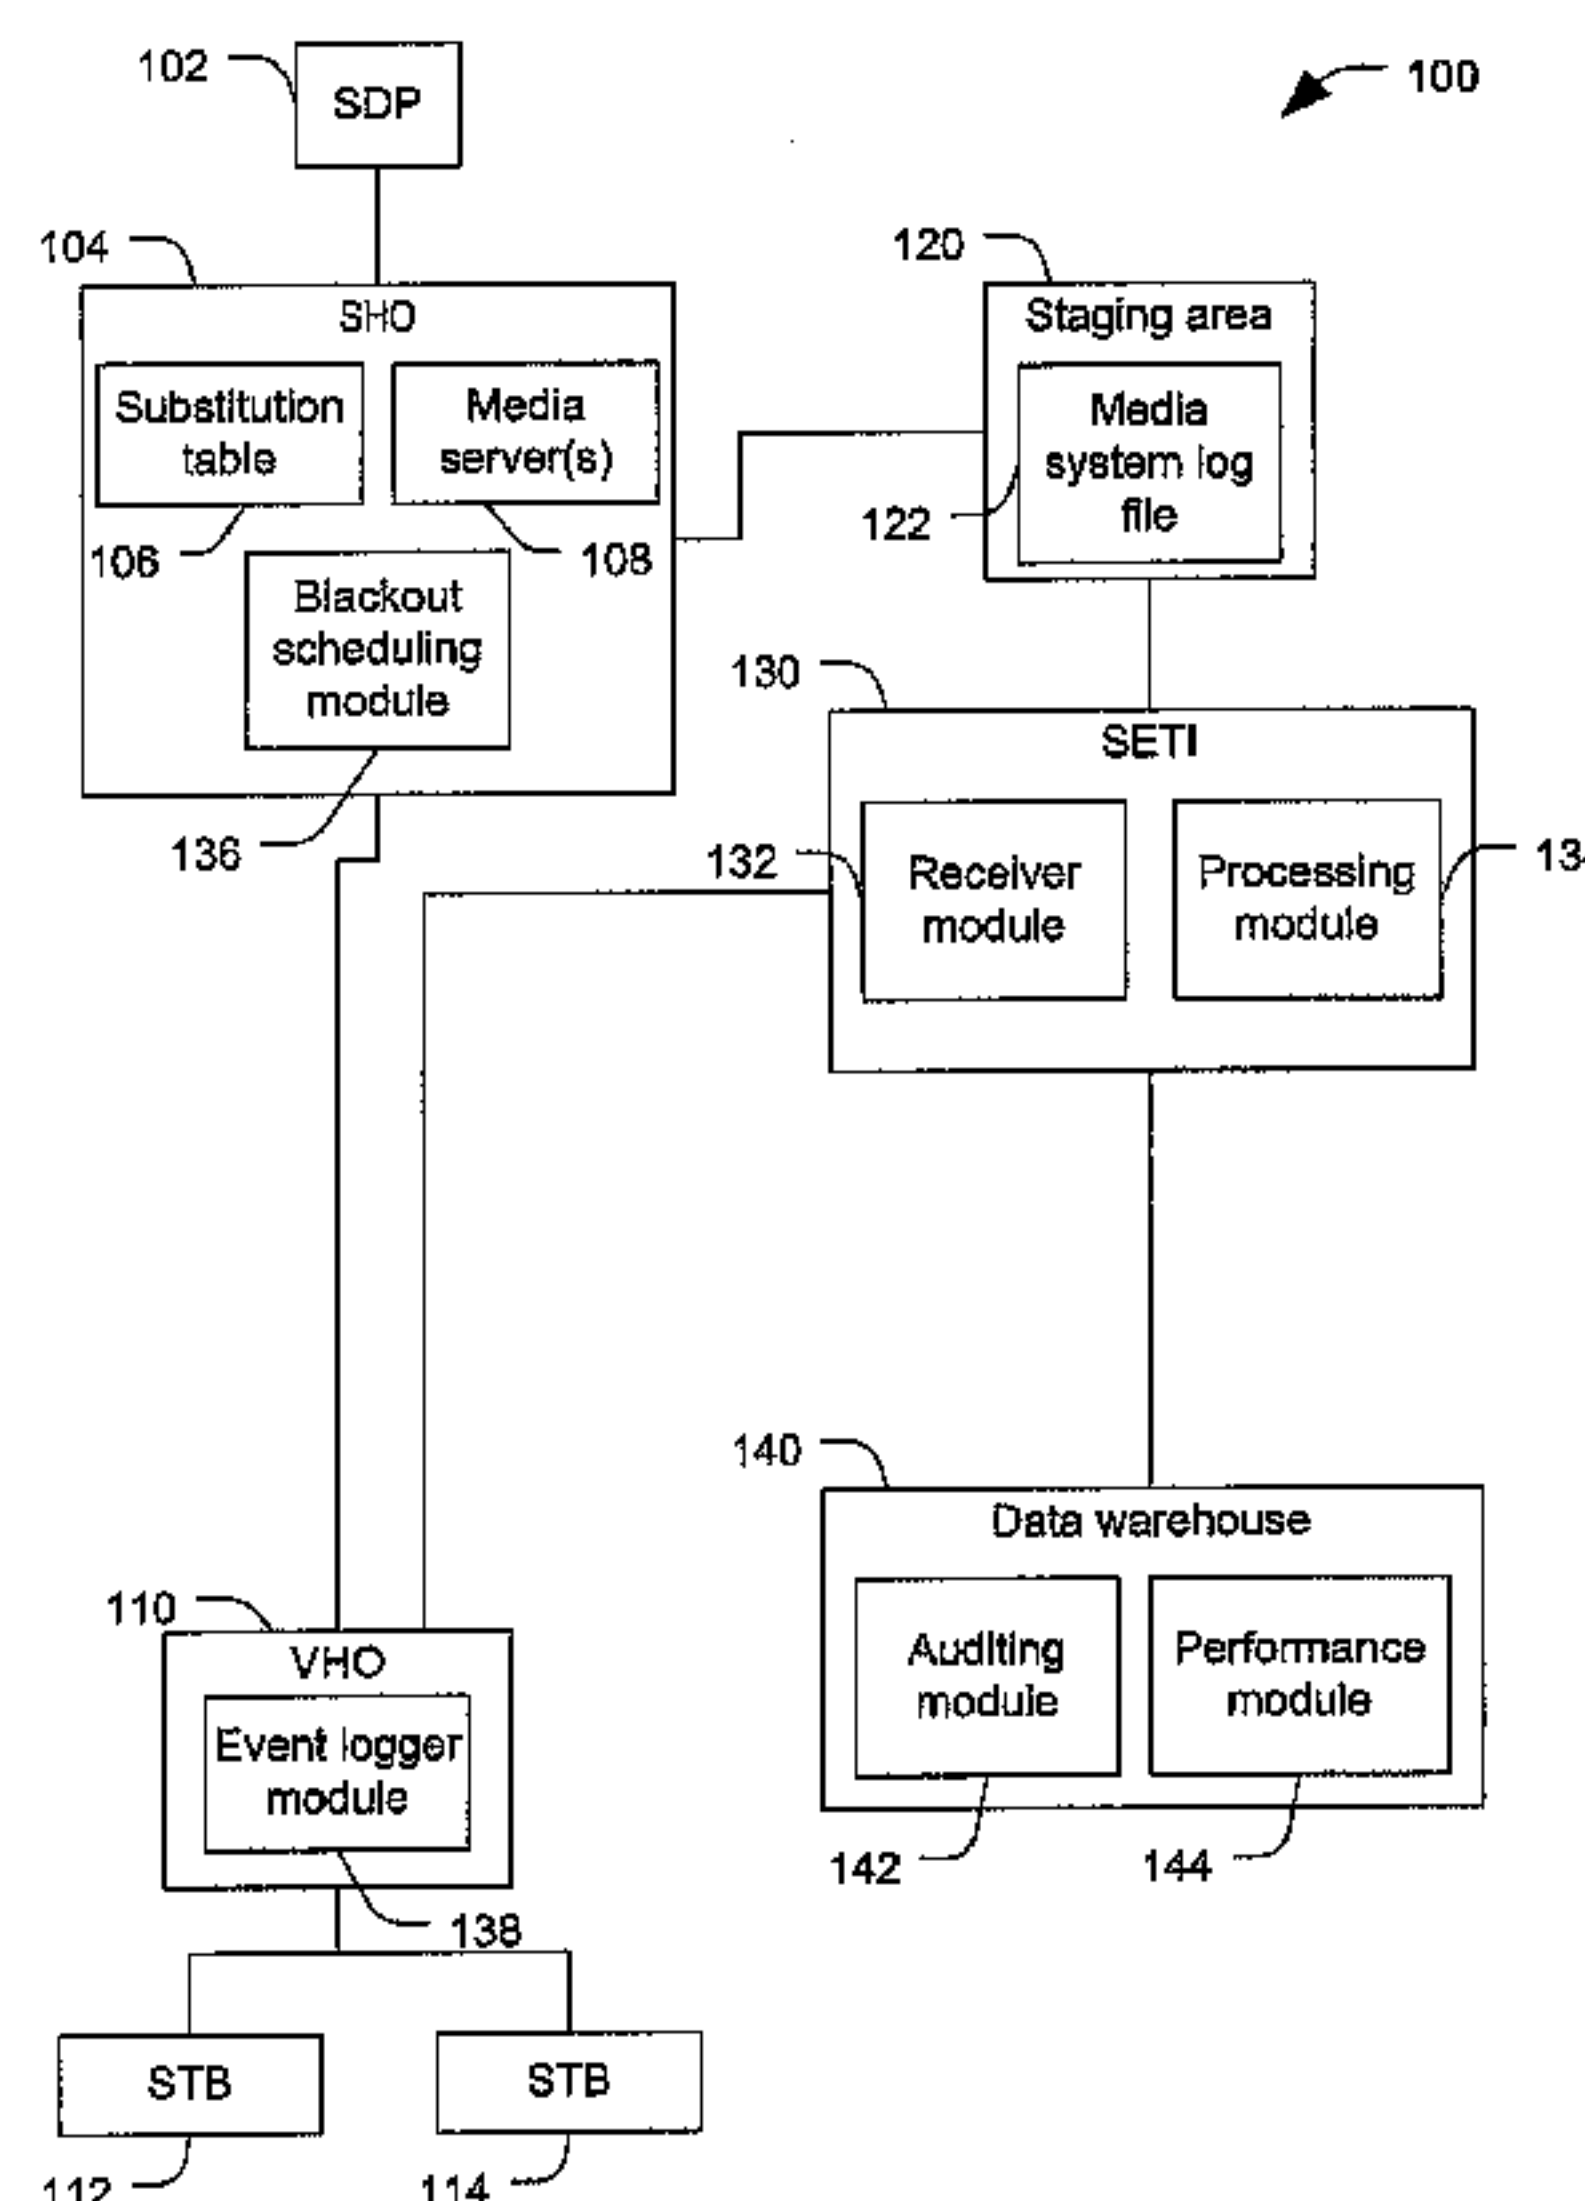 102
SDP
100
104
SHO
120
Staging area
Substitution
table
Media
server(s)
Media
system log
file
122
106
108
Blackout
scheduling
module
130
SETI
136
132
Receiver
module
Processing
module
140
Data warehouse
110
VHO
Event logger
module
Auditing
module
Performance
module
142
144
138
STB
STB
112
114